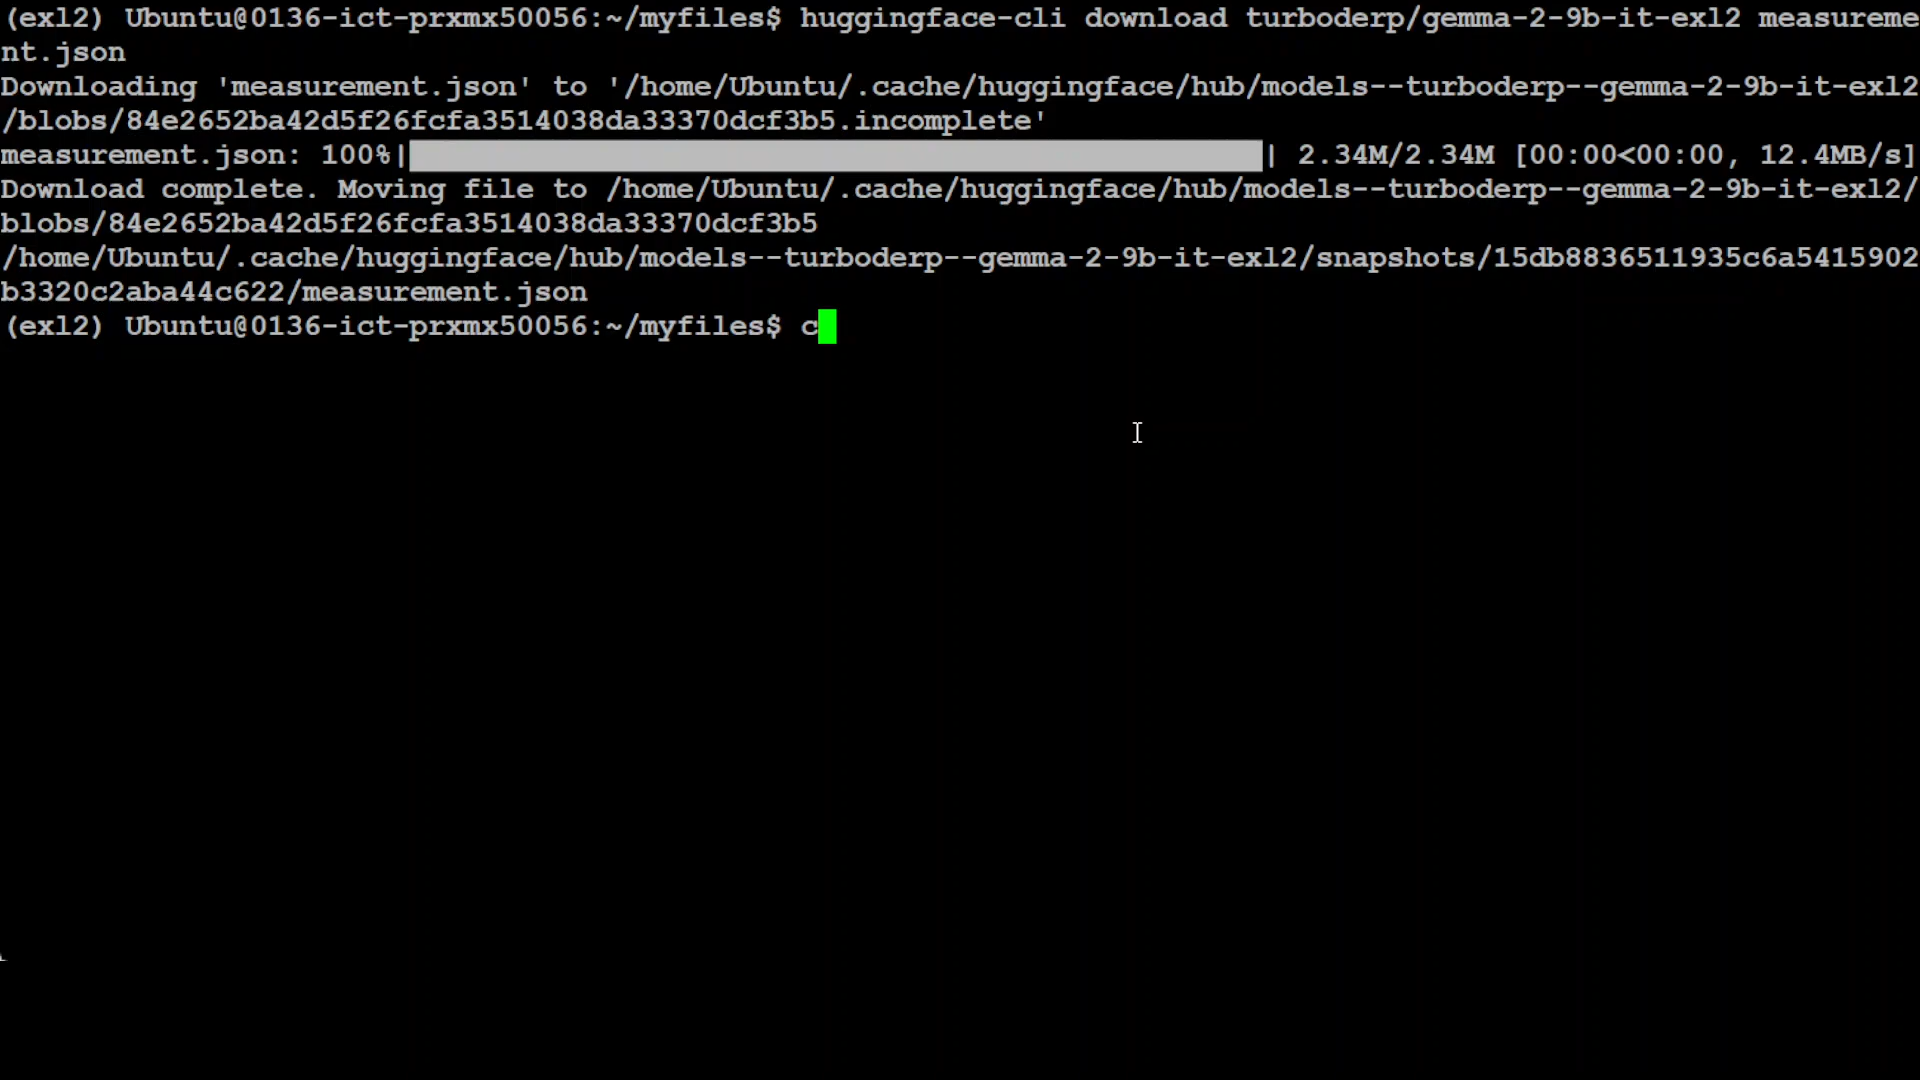 (exl2) Ubuntu@0136-ict-prxmx50056:~/myfiles$ huggingface-cli download turboderp/gemma-2-9b-it-exl2 measureme
nt.json
Downloading 'measurement.json' to '/home/Ubuntu/.cache/huggingface/hub/models--turboderp--gemma-2-9b-it-exl2
/blobs/84e2652ba42d5f26fcfa3514038da33370dcf3b5.incomplete'
measurement.json: 100%| | 2.34M/2.34M [00:00<00:00, 12.4MB/s]
Download complete. Moving file to /home/Ubuntu/.cache/huggingface/hub/models--turboderp--gemma-2-9b-it-exl2/
blobs/84e2652ba42d5f26fcfa3514038da33370dcf3b5
/home/Ubuntu/.cache/huggingface/hub/models--turboderp--gemma-2-9b-it-exl2/snapshots/15db8836511935c6a5415902
b3320c2aba44c622/measurement.json
(exl2) Ubuntu@0136-ict-prxmx50056:~/myfiles$ c